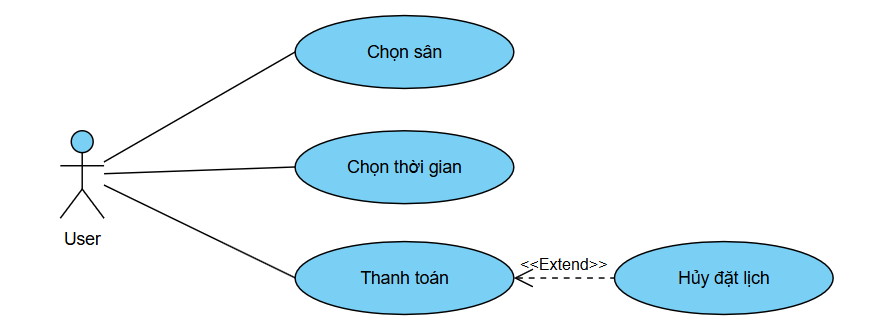 Chọn sân
Chọn thời gian
User
Thanh toán
<<Extend>>
Hủy đặt lịch